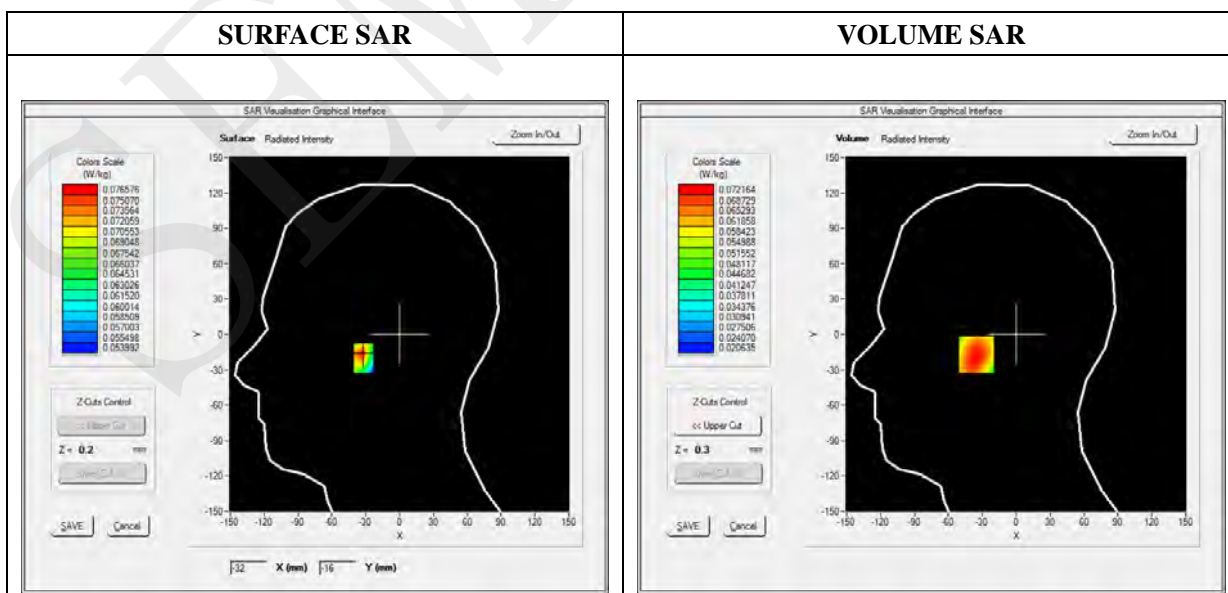 SURFACE SAR
VOLUME SAR
SAR Visualisation Graphical Interface
Surface Radiated Intensity
Zoom In/Out
Colors Scale
(W/kg)
0.076576
0.075070
0.073564
0.072059
0.070553
0.069048
0.067542
0.066037
0.064531
0.063026
0.061520
0.060014
0.058509
0.057003
0.055498
0.053992
Z-Cuts Control
<< Upper Cut
Z = 0.2 mm
SAVE
Cancel
150
120
90
60
30
0
-30
-60
-90
-120
-150
Y
-150 -120 -90 -60 -30 0 30 60 90 120 150
X
-32 X (mm) -16 Y (mm)
SAR Visualisation Graphical Interface
Volume Radiated Intensity
Zoom In/Out
Colors Scale
(W/kg)
0.072164
0.068729
0.065293
0.061858
0.058423
0.054988
0.051552
0.048117
0.044682
0.041247
0.037811
0.034376
0.030941
0.027506
0.024070
0.020635
Z-Cuts Control
<< Upper Cut
Z = 0.3 mm
SAVE
Cancel
150
120
90
60
30
0
-30
-60
-90
-120
-150
Y
-150 -120 -90 -60 -30 0 30 60 90 120 150
X